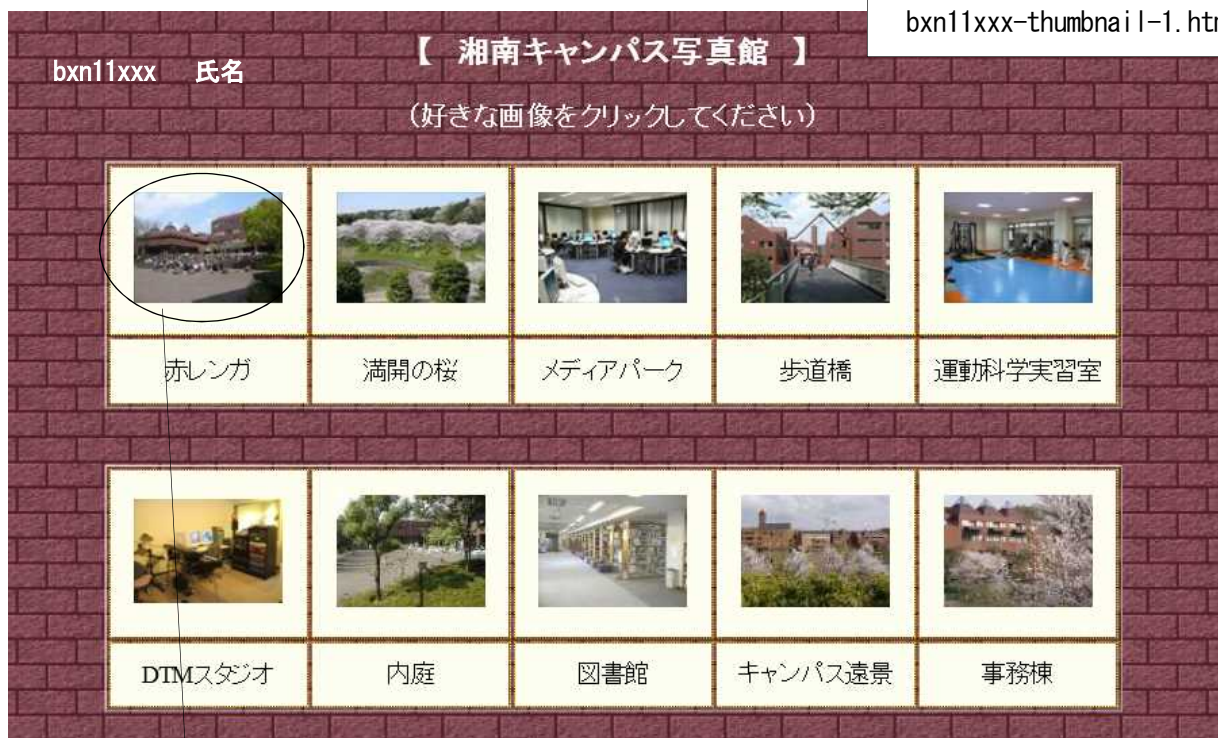 bxn11xxx-thumbnail-1.htm
【 湘南キャンパス写真館 】
bxn11xxx 氏名
(好きな画像をクリックしてください)
赤レンガ
満開の桜
メディアパーク
歩道橋
運動科学実習室
DTMスタジオ
内庭
図書館
キャンパス遠景
事務棟